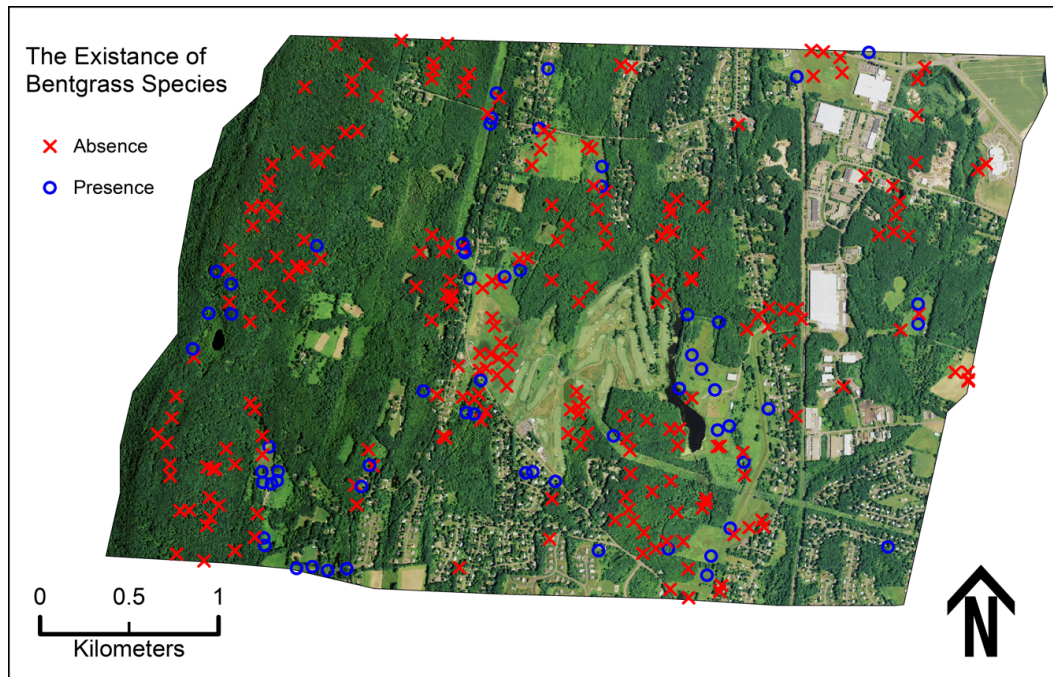 The Existance of
Bentgrass Species
Absence
Presence
0 0.5 1
Kilometers
N